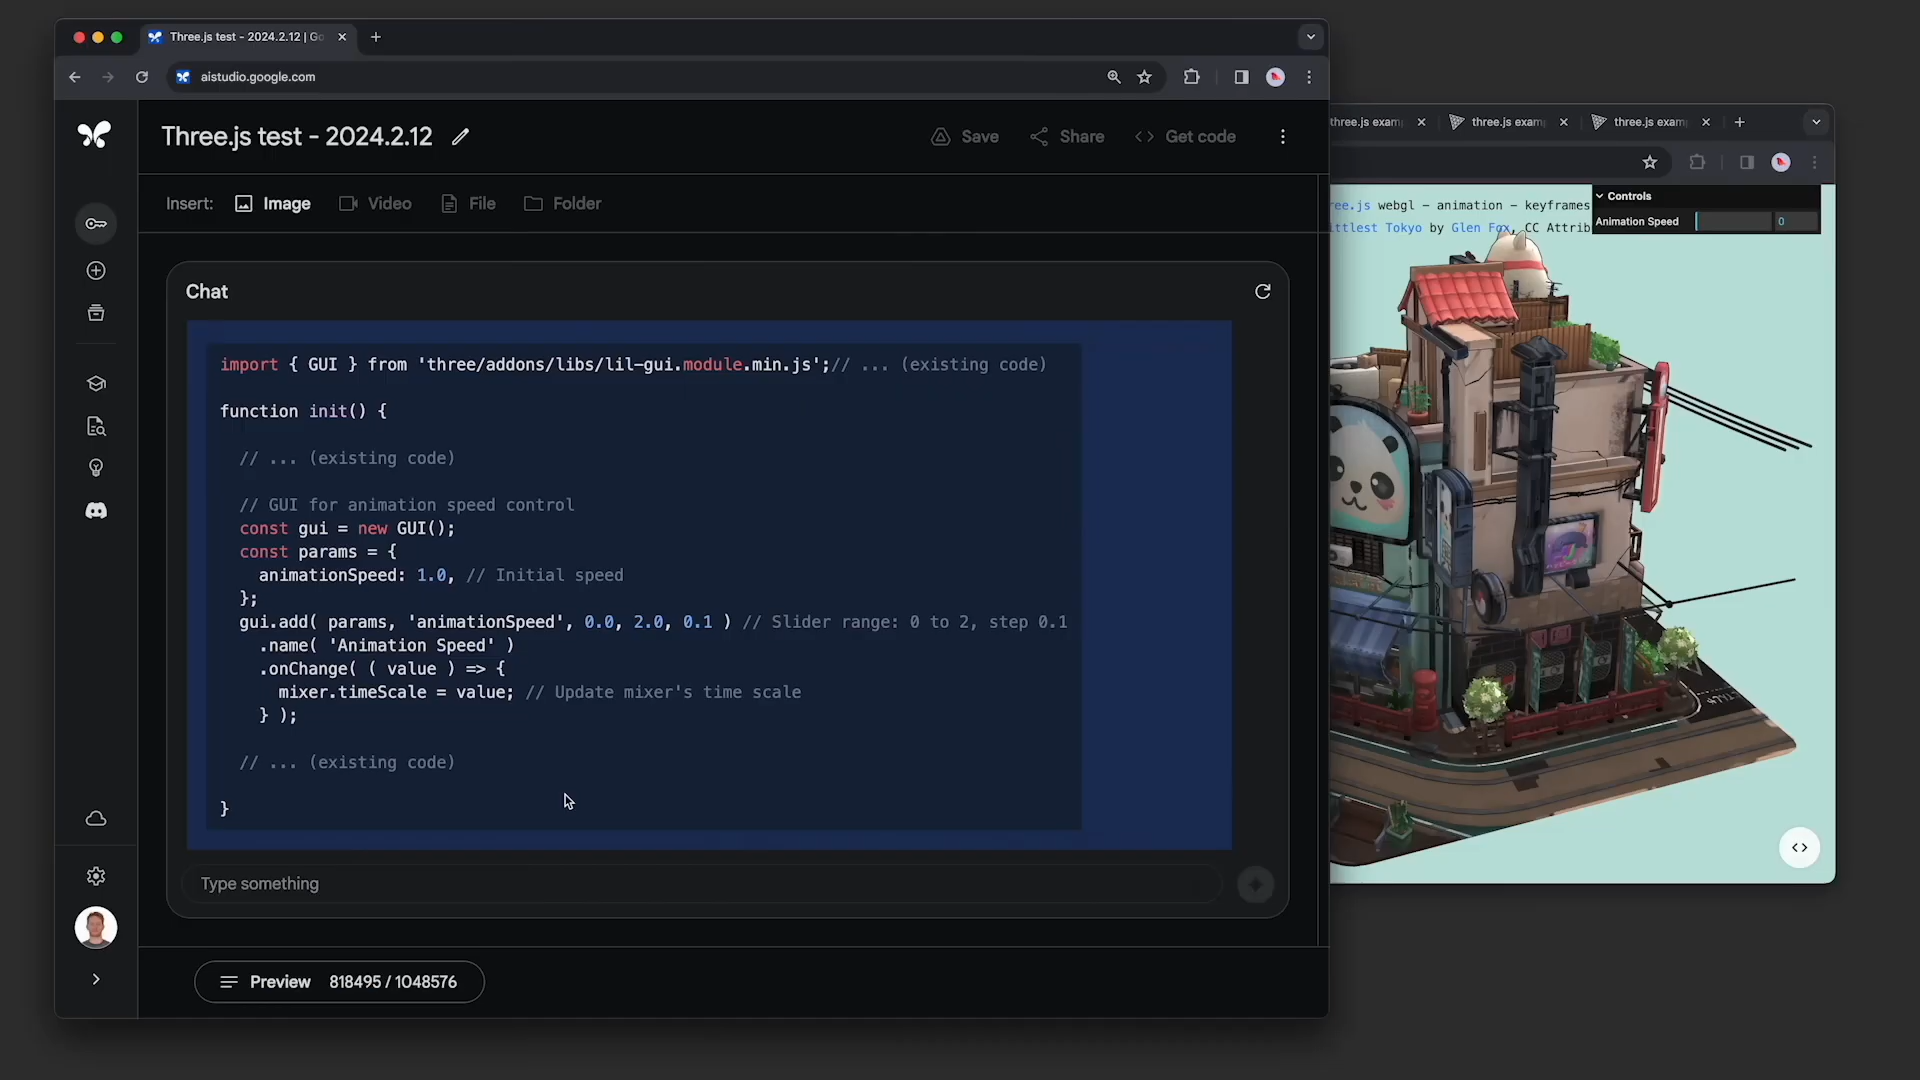 Three.js test - 2024.2.12 | Go
aistudio.google.com
Three.js test - 2024.2.12
Save
Share
Get code
Insert:
Image
Video
File
Folder
Chat
import { GUI } from 'three/addons/libs/lil-gui.module.min.js';// ... (existing code)
function init() {
// ... (existing code)
// GUI for animation speed control
const gui = new GUI();
const params = {
animationSpeed: 1.0, // Initial speed
};
gui.add( params, 'animationSpeed', 0.0, 2.0, 0.1 ) // Slider range: 0 to 2, step 0.1
.name( 'Animation Speed' )
.onChange( ( value ) => {
mixer.timeScale = value; // Update mixer's time scale
} );
// ... (existing code)
}
Type something
Preview 818495 / 1048576
three.js exam
three.js exam
three.js exam
ree.js webgl - animation - keyframes
ittlest Tokyo by Glen Fox, CC Attrib
Controls
Animation Speed 0